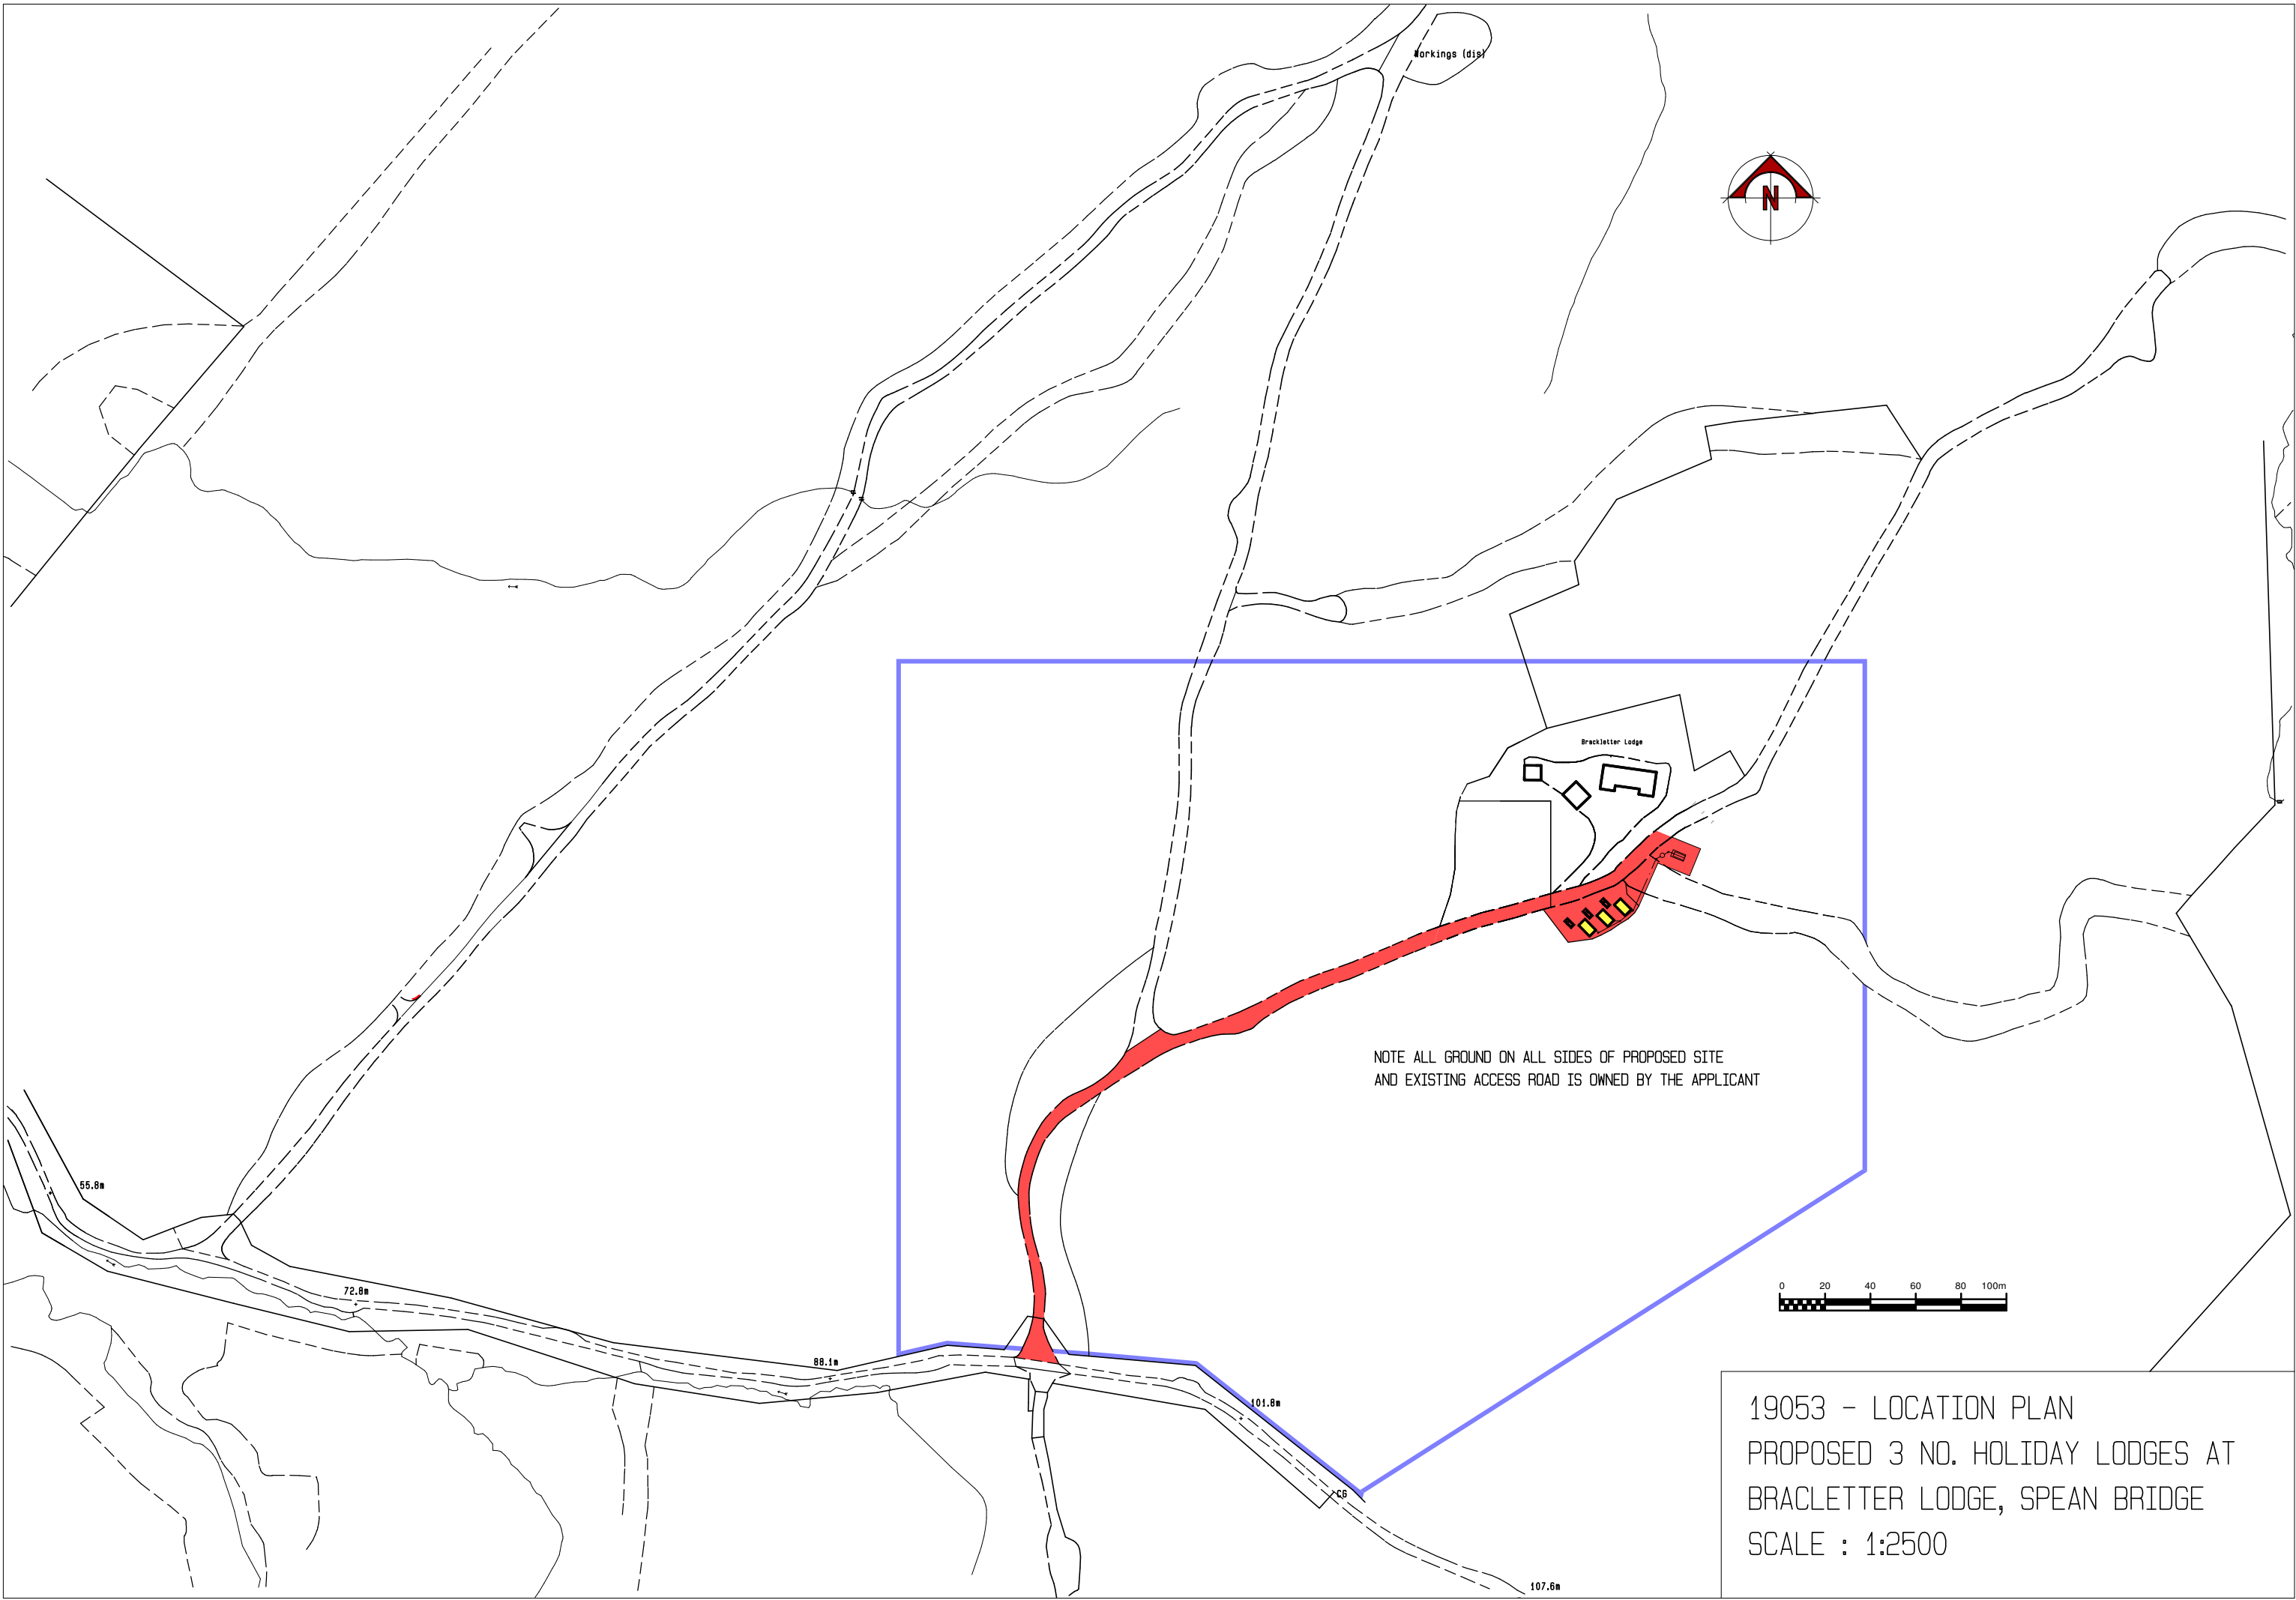 Workings (dis)
N
Brackletter Lodge
NOTE ALL GROUND ON ALL SIDES OF PROPOSED SITE
AND EXISTING ACCESS ROAD IS OWNED BY THE APPLICANT
55.8m
72.8m
88.1m
101.8m
CG
107.6m
0 20 40 60 80 100m
19053 - LOCATION PLAN
PROPOSED 3 NO. HOLIDAY LODGES AT
BRACLETTER LODGE, SPEAN BRIDGE
SCALE : 1:2500